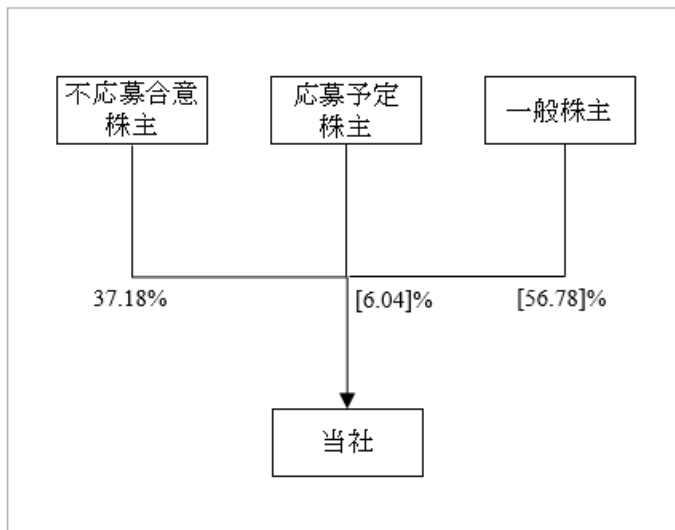 不応募合意
株主
応募予定
株主
一般株主
37.18%
[6.04]%
[56.78]%
当社